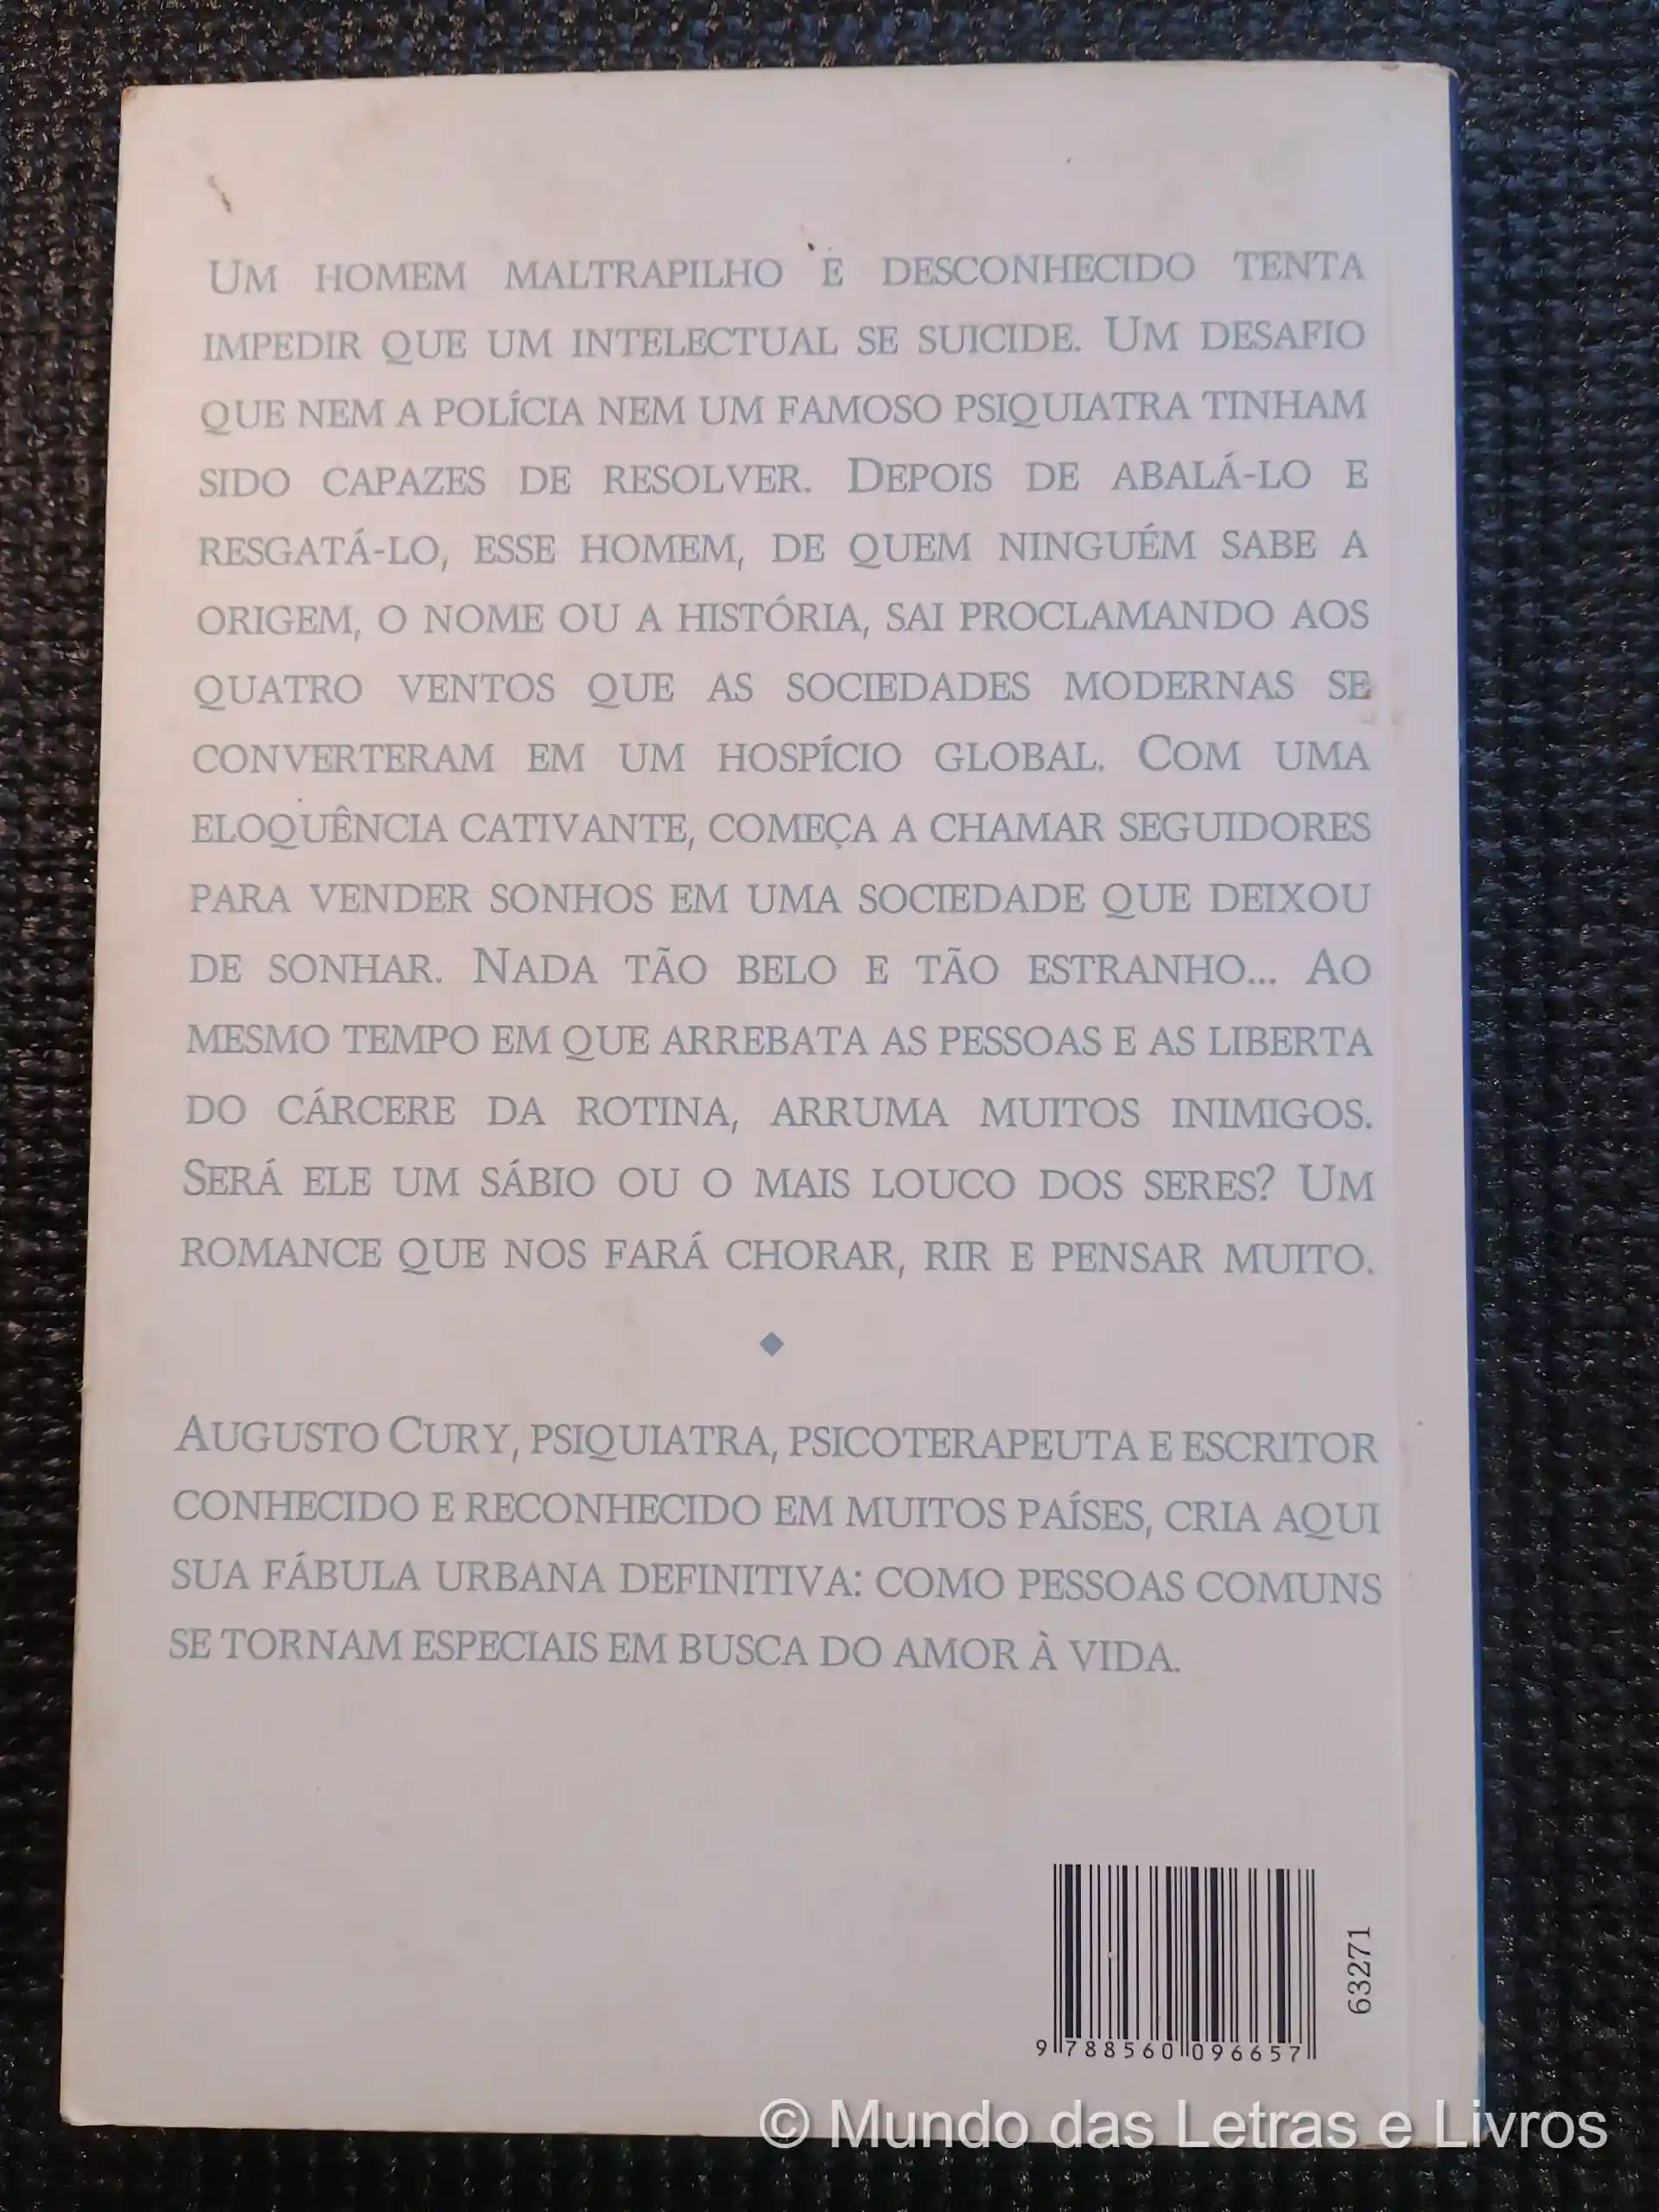 UM HOMEM MALTRAPILHO E DESCONHECIDO TENTA
IMPEDIR QUE UM INTELECTUAL SE SUICIDE. UM DESAFIO
QUE NEM A POLÍCIA NEM UM FAMOSO PSIQUIATRA TINHAM
SIDO CAPAZES DE RESOLVER. DEPOIS DE ABALÁ-LO E
RESGATÁ-LO, ESSE HOMEM, DE QUEM NINGUÉM SABE A
ORIGEM, O NOME OU A HISTÓRIA, SAI PROCLAMANDO AOS
QUATRO VENTOS QUE AS SOCIEDADES MODERNAS SE
CONVERTERAM EM UM HOSPÍCIO GLOBAL. COM UMA
ELOQUÊNCIA CATIVANTE, COMEÇA A CHAMAR SEGUIDORES
PARA VENDER SONHOS EM UMA SOCIEDADE QUE DEIXOU
DE SONHAR. NADA TÃO BELO E TÃO ESTRANHO... AO
MESMO TEMPO EM QUE ARREBATA AS PESSOAS E AS LIBERTA
DO CÁRCERE DA ROTINA, ARRUMA MUITOS INIMIGOS.
SERÁ ELE UM SÁBIO OU O MAIS LOUCO DOS SERES? UM
ROMANCE QUE NOS FARÁ CHORAR, RIR E PENSAR MUITO.
AUGUSTO CURY, PSIQUIATRA, PSICOTERAPEUTA E ESCRITOR
CONHECIDO E RECONHECIDO EM MUITOS PAÍSES, CRIA AQUI
SUA FÁBULA URBANA DEFINITIVA: COMO PESSOAS COMUNS
SE TORNAM ESPECIAIS EM BUSCA DO AMOR À VIDA.
9 788560 096657
63271
© Mundo das Letras e Livros